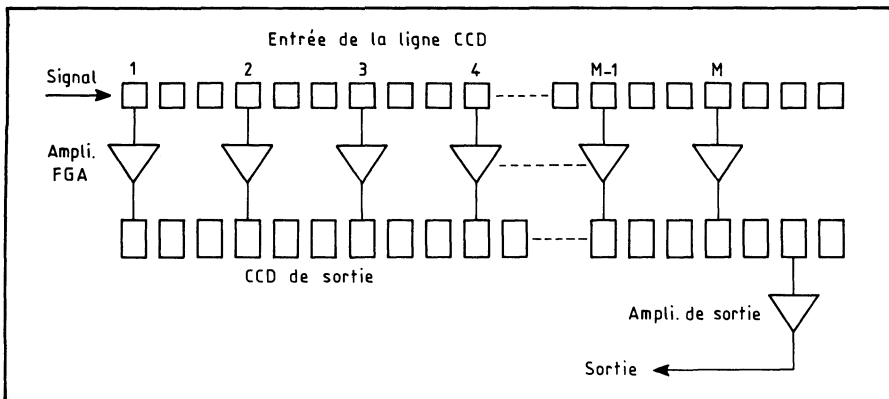 Entrée de la ligne CCD
1 2 3 4 M-1 M
Signal
Ampli.
FGA
CCD de sortie
Ampli. de sortie
Sortie